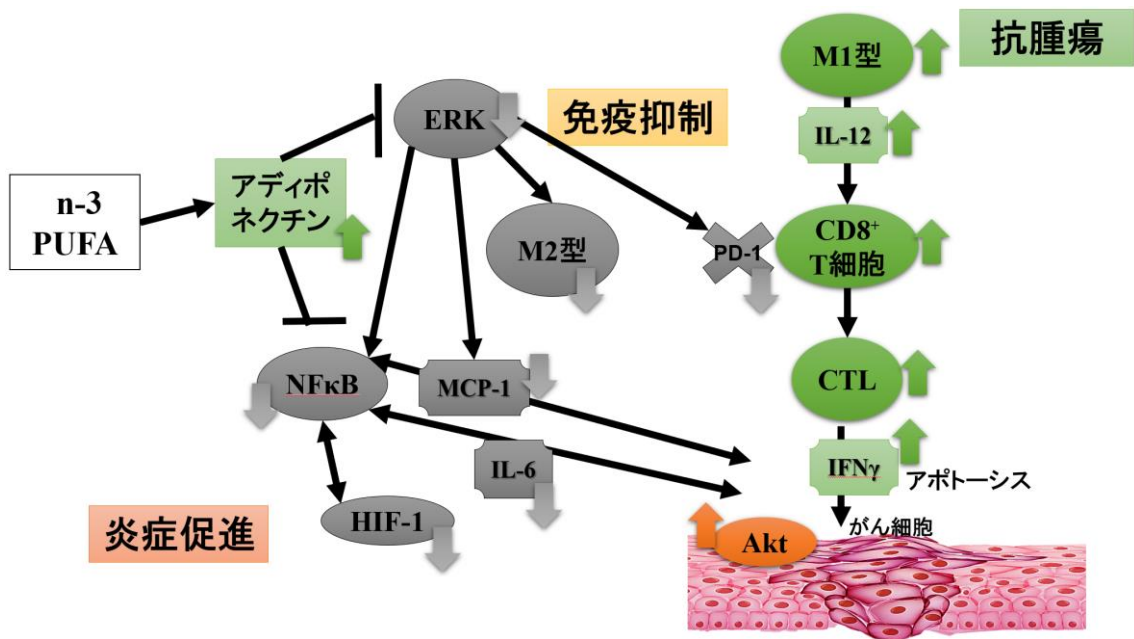 抗腫瘍
M1型
IL-12
CD8⁺
T細胞
CTL
IFNγ
アポトーシス
がん細胞
Akt
免疫抑制
ERK
M2型
PD-1
n-3
PUFA
アディポ
ネクチン
NFκB
MCP-1
IL-6
HIF-1
炎症促進